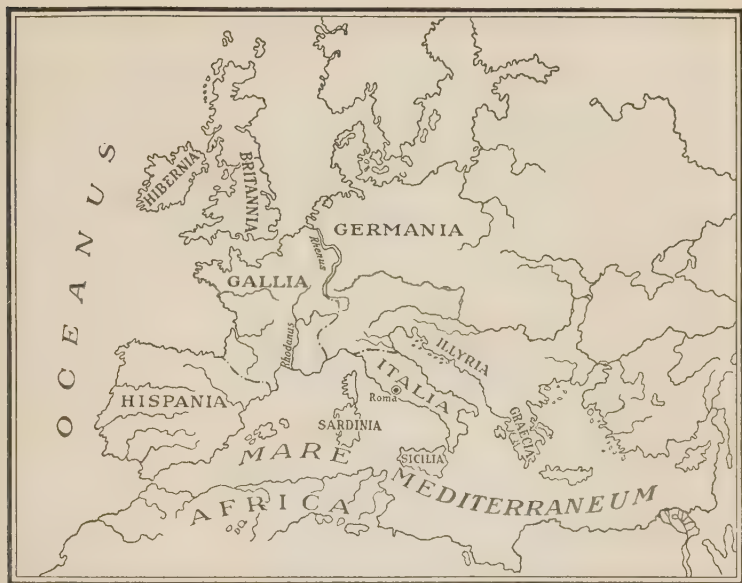 OCEANUS
HIBERNIA
BRITANNIA
GERMANIA
Rhenus
GALLIA
Rhodanus
ILLYRIA
ITALIA
Roma
HISPANIA
SARDINIA
GRAECIA
SICILIA
MARE
MEDITERRANEUM
AFRICA